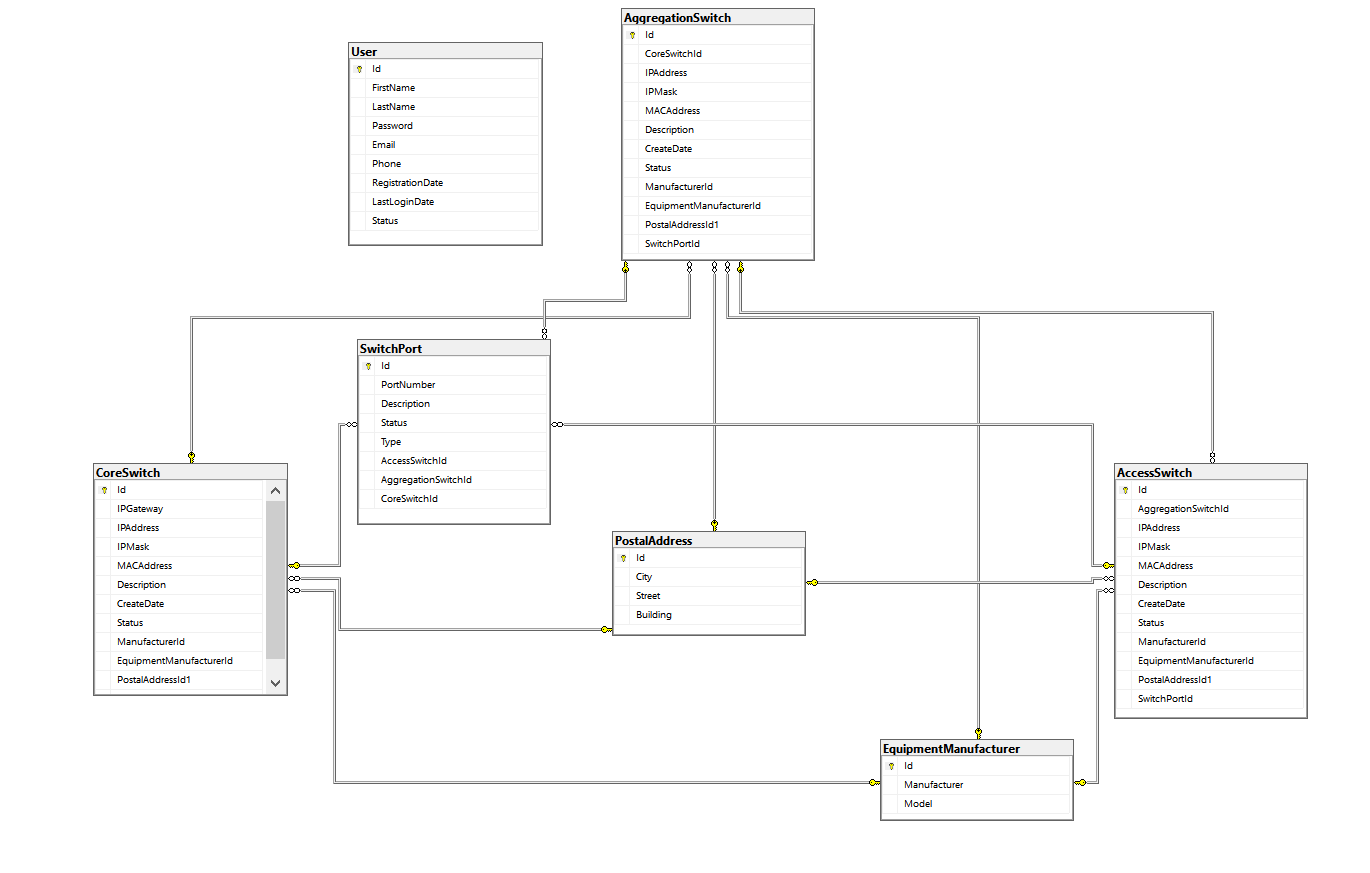 AggregationSwitch
Id
CoreSwitchId
IPAddress
IPMask
MACAddress
Description
CreateDate
Status
ManufacturerId
EquipmentManufacturerId
PostalAddressId1
SwitchPortId
User
Id
FirstName
LastName
Password
Email
Phone
RegistrationDate
LastLoginDate
Status
SwitchPort
Id
PortNumber
Description
Status
Type
AccessSwitchId
AggregationSwitchId
CoreSwitchId
CoreSwitch
Id
IPGateway
IPAddress
IPMask
MACAddress
Description
CreateDate
Status
ManufacturerId
EquipmentManufacturerId
PostalAddressId1
PostalAddress
Id
City
Street
Building
AccessSwitch
Id
AggregationSwitchId
IPAddress
IPMask
MACAddress
Description
CreateDate
Status
ManufacturerId
EquipmentManufacturerId
PostalAddressId1
SwitchPortId
EquipmentManufacturer
Id
Manufacturer
Model